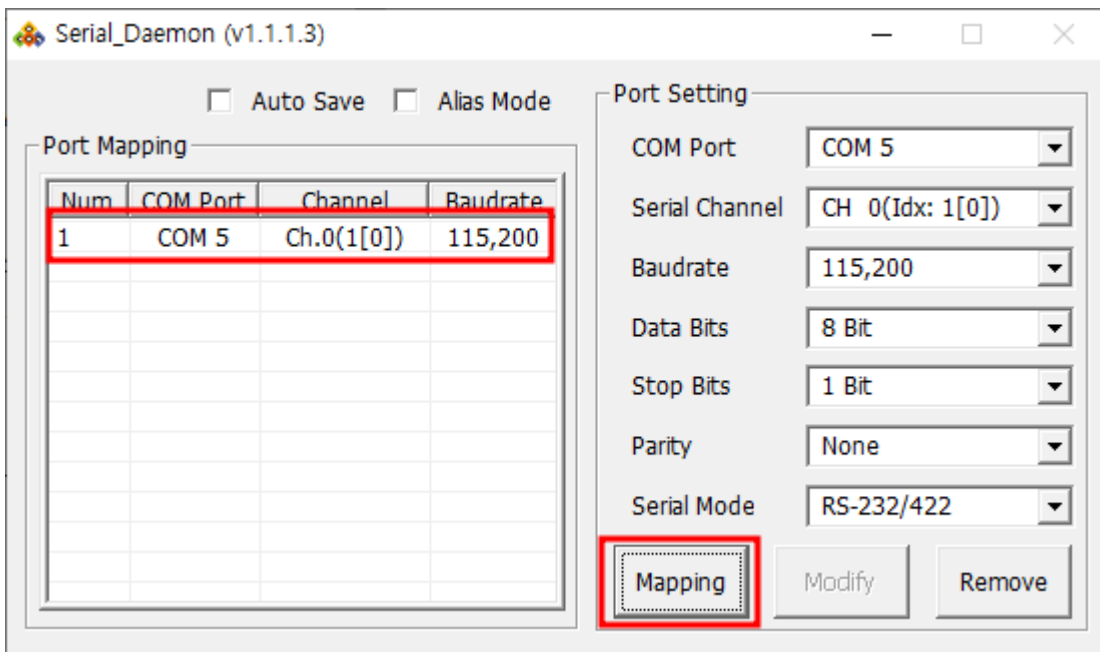 Serial_Daemon (v1.1.1.3)
Auto Save Alias Mode
Port Mapping
Num COM Port Channel Baudrate
1 COM 5 Ch.0(1[0]) 115,200
Port Setting
COM Port COM 5
Serial Channel CH 0(Idx: 1[0])
Baudrate 115,200
Data Bits 8 Bit
Stop Bits 1 Bit
Parity None
Serial Mode RS-232/422
Mapping Modify Remove